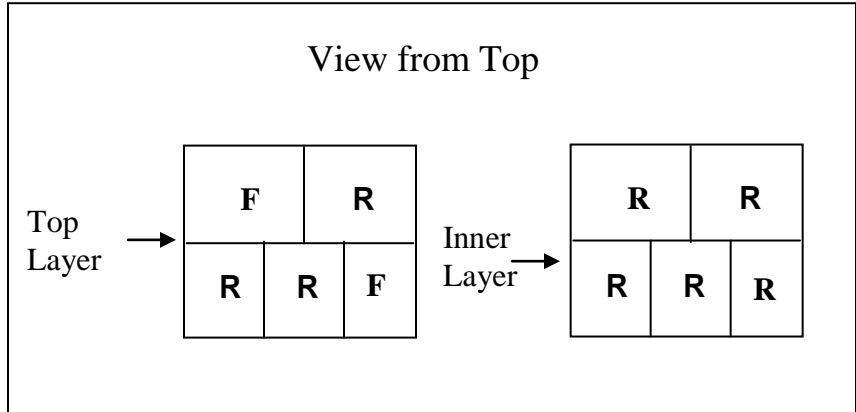 View from Top
F R
R R
Top
Layer
R R F
R R
Inner
Layer
R R R